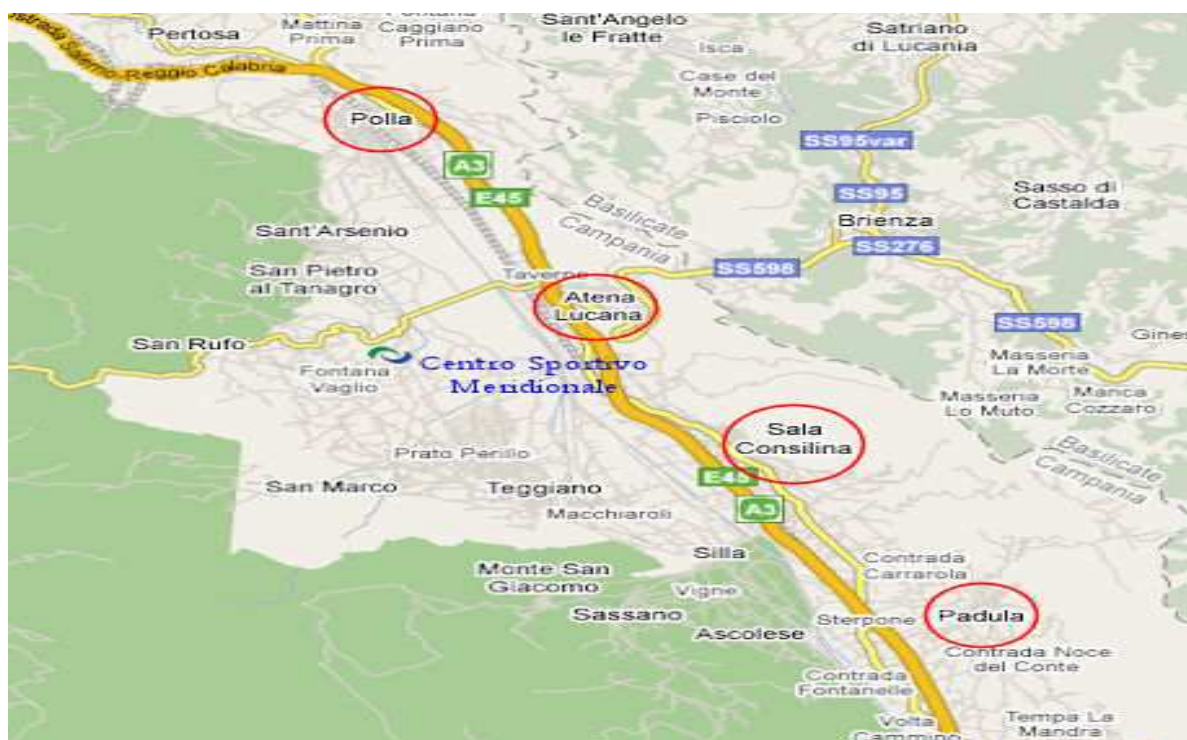 Pertosa
Mattina
Prima
Fontana
Caggiano
Prima
Sant'Angelo
le Fratte
Isca
Case del
Monte
Pisciolo
Satriano
di Lucania
Salerno Reggio Calabria
Polla
A3
E45
SS95var
SS95
Sasso di
Castalda
Brienza
SS276
Basilicate
Campania
Sant'Arsenio
San Pietro
al Tanagro
Taverne
SS598
Atena
Lucana
SS598
San Rufo
Fontana
Vaglio
Centro Sportivo
Meridionale
Masseria
La Morte
Masseria
Lo Muto
Manca
Cozzaro
Sala
Consilina
Prato Perillo
Basilicate
Campania
E45
San Marco
Teggiano
A3
Macchiaroli
Silla
Contrada
Carrarola
Monte San
Giacomo
Vigne
Sassano
Ascolese
Sterpone
Padula
Contrada Noce
del Conte
Contrada
Fontanelle
Volta
Cammino
Tempa La
Mandra